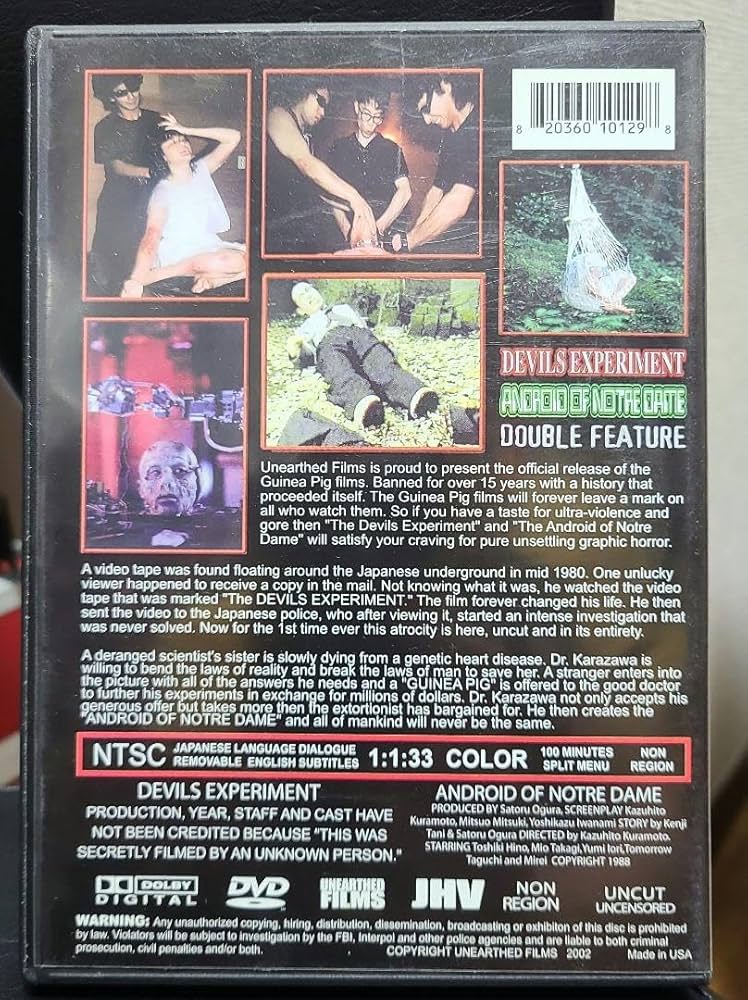 8 20360 10129 8
DEVILS EXPERIMENT
ANDROID OF NOTRE DAME
DOUBLE FEATURE
Unearthed Films is proud to present the official release of the
Guinea Pig films. Banned for over 15 years with a history that
proceeded itself. The Guinea Pig films will forever leave a mark on
all who watch them. So if you have a taste for ultra-violence and
gore then "The Devils Experiment" and "The Android of Notre
Dame" will satisfy your craving for pure unsettling graphic horror.
A video tape was found floating around the Japanese underground in mid 1980. One unlucky
viewer happened to receive a copy in the mail. Not knowing what it was, he watched the video
tape that was marked "The DEVILS EXPERIMENT." The film forever changed his life. He then
sent the video to the Japanese police, who after viewing it, started an intense investigation that
was never solved. Now for the 1st time ever this atrocity is here, uncut and in its entirety.
A deranged scientist's sister is slowly dying from a genetic heart disease. Dr. Karazawa is
willing to bend the laws of reality and break the laws of man to save her. A stranger enters into
the picture with all of the answers he needs and a "GUINEA PIG" is offered to the good doctor
to further his experiments in exchange for millions of dollars. Dr. Karazawa not only accepts his
generous offer but takes more then the extortionist has bargained for. He then creates the
"ANDROID OF NOTRE DAME" and all of mankind will never be the same.
NTSC JAPANESE LANGUAGE DIALOGUE REMOVABLE ENGLISH SUBTITLES 1:1:33 COLOR 100 MINUTES SPLIT MENU NON REGION
DEVILS EXPERIMENT
PRODUCTION, YEAR, STAFF AND CAST HAVE
NOT BEEN CREDITED BECAUSE "THIS WAS
SECRETLY FILMED BY AN UNKNOWN PERSON."
ANDROID OF NOTRE DAME
PRODUCED BY Satoru Ogura, SCREENPLAY Kazuhito
Kuramoto, Mitsuo Mitsuki, Yoshikazu Iwanami STORY by Kenji
Tani & Satoru Ogura DIRECTED by Kazuhito Kuramoto.
STARRING Toshiki Hino, Mio Takagi, Yumi Iori, Tomorrow
Taguchi and Mirei COPYRIGHT 1988
DOLBY DIGITAL
DVD VIDEO
UNEARTHED FILMS
JHV
NON REGION
UNCUT UNCENSORED
WARNING: Any unauthorized copying, hiring, distribution, dissemination, broadcasting or exhibiton of this disc is prohibited
by law. Violators will be subject to investigation by the FBI, Interpol and other police agencies and are liable to both criminal
prosecution, civil penalties and/or both.
COPYRIGHT UNEARTHED FILMS 2002
Made in USA